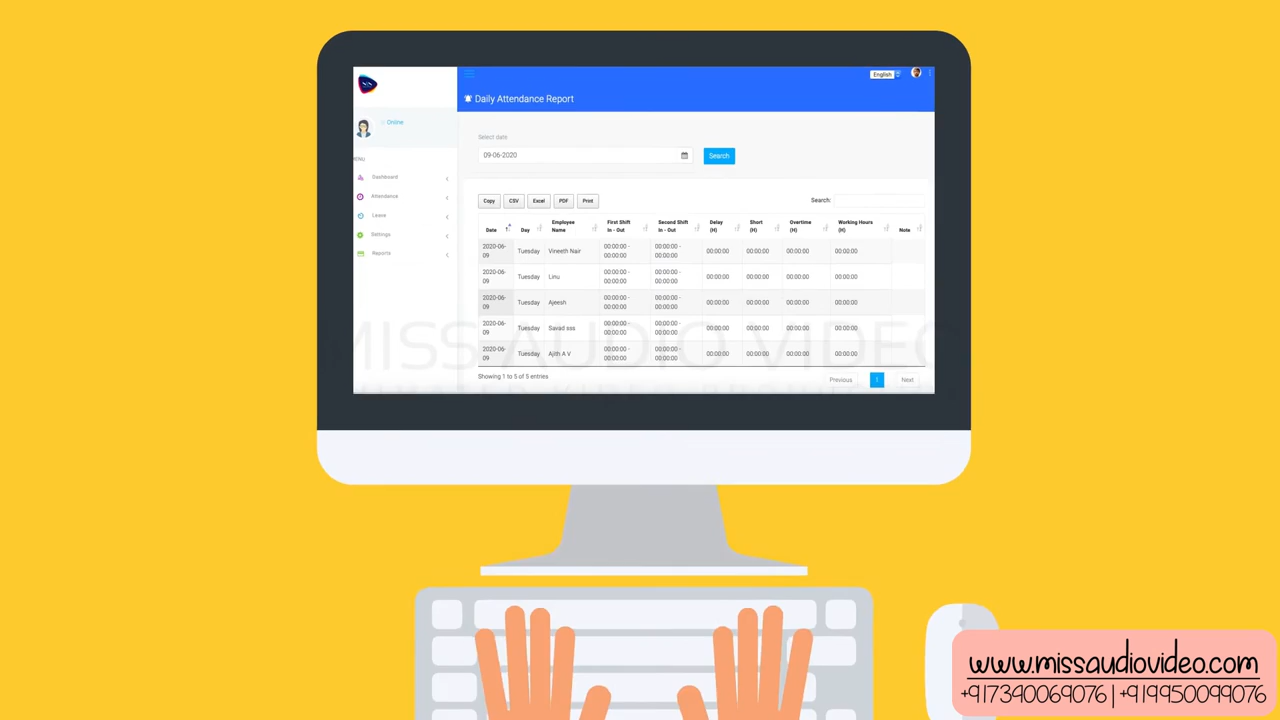 English
Daily Attendance Report
Online
Select date
09-06-2020
Search
MENU
Dashboard
Attendance
Leave
Settings
Reports
Copy CSV Excel PDF Print
Search:
Date Day Employee Name First Shift In - Out Second Shift In - Out Delay (H) Short (H) Overtime (H) Working Hours (H) Note
2020-06-09 Tuesday Vineeth Nair 00:00:00 - 00:00:00 00:00:00 - 00:00:00 00:00:00 00:00:00 00:00:00 00:00:00
2020-06-09 Tuesday Linu 00:00:00 - 00:00:00 00:00:00 - 00:00:00 00:00:00 00:00:00 00:00:00 00:00:00
2020-06-09 Tuesday Ajeesh 00:00:00 - 00:00:00 00:00:00 - 00:00:00 00:00:00 00:00:00 00:00:00 00:00:00
2020-06-09 Tuesday Savad sss 00:00:00 - 00:00:00 00:00:00 - 00:00:00 00:00:00 00:00:00 00:00:00 00:00:00
2020-06-09 Tuesday Ajith A V 00:00:00 - 00:00:00 00:00:00 - 00:00:00 00:00:00 00:00:00 00:00:00 00:00:00
MISS AUDIO VIDEO
Showing 1 to 5 of 5 entries
Previous Next
www.missaudiovideo.com
+917390069076 | +919950099076